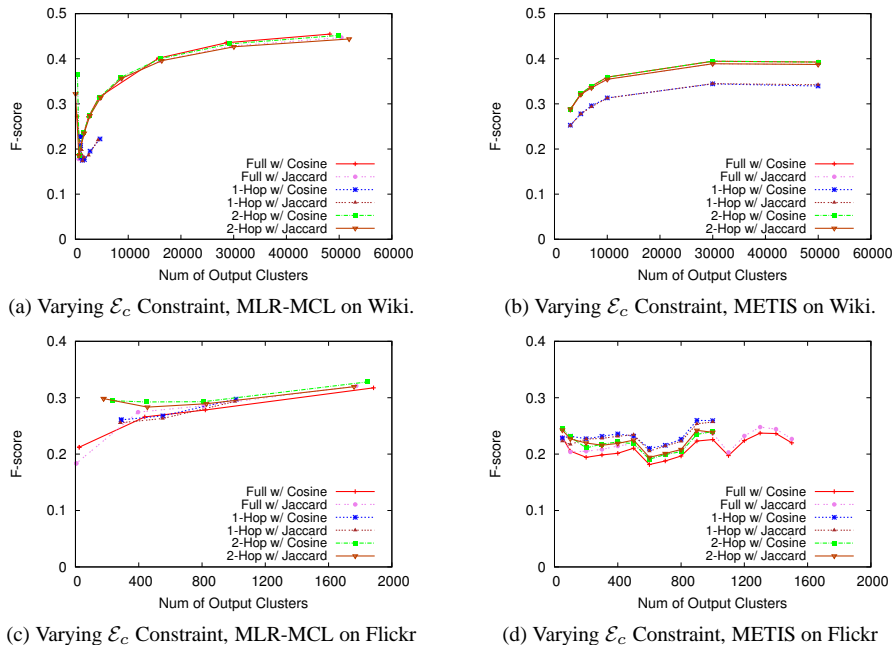 0.5
0.4
0.3
0.2
0.1
0
F-score
Full w/ Cosine
Full w/ Jaccard
1-Hop w/ Cosine
1-Hop w/ Jaccard
2-Hop w/ Cosine
2-Hop w/ Jaccard
0 10000 20000 30000 40000 50000 60000
Num of Output Clusters
(a) Varying ℰc Constraint, MLR-MCL on Wiki.
0.5
0.4
0.3
0.2
0.1
0
F-score
Full w/ Cosine
Full w/ Jaccard
1-Hop w/ Cosine
1-Hop w/ Jaccard
2-Hop w/ Cosine
2-Hop w/ Jaccard
0 10000 20000 30000 40000 50000 60000
Num of Output Clusters
(b) Varying ℰc Constraint, METIS on Wiki.
0.4
0.3
0.2
0.1
0
F-score
Full w/ Cosine
Full w/ Jaccard
1-Hop w/ Cosine
1-Hop w/ Jaccard
2-Hop w/ Cosine
2-Hop w/ Jaccard
0 400 800 1200 1600 2000
Num of Output Clusters
(c) Varying ℰc Constraint, MLR-MCL on Flickr
0.4
0.3
0.2
0.1
0
F-score
Full w/ Cosine
Full w/ Jaccard
1-Hop w/ Cosine
1-Hop w/ Jaccard
2-Hop w/ Cosine
2-Hop w/ Jaccard
0 400 800 1200 1600 2000
Num of Output Clusters
(d) Varying ℰc Constraint, METIS on Flickr